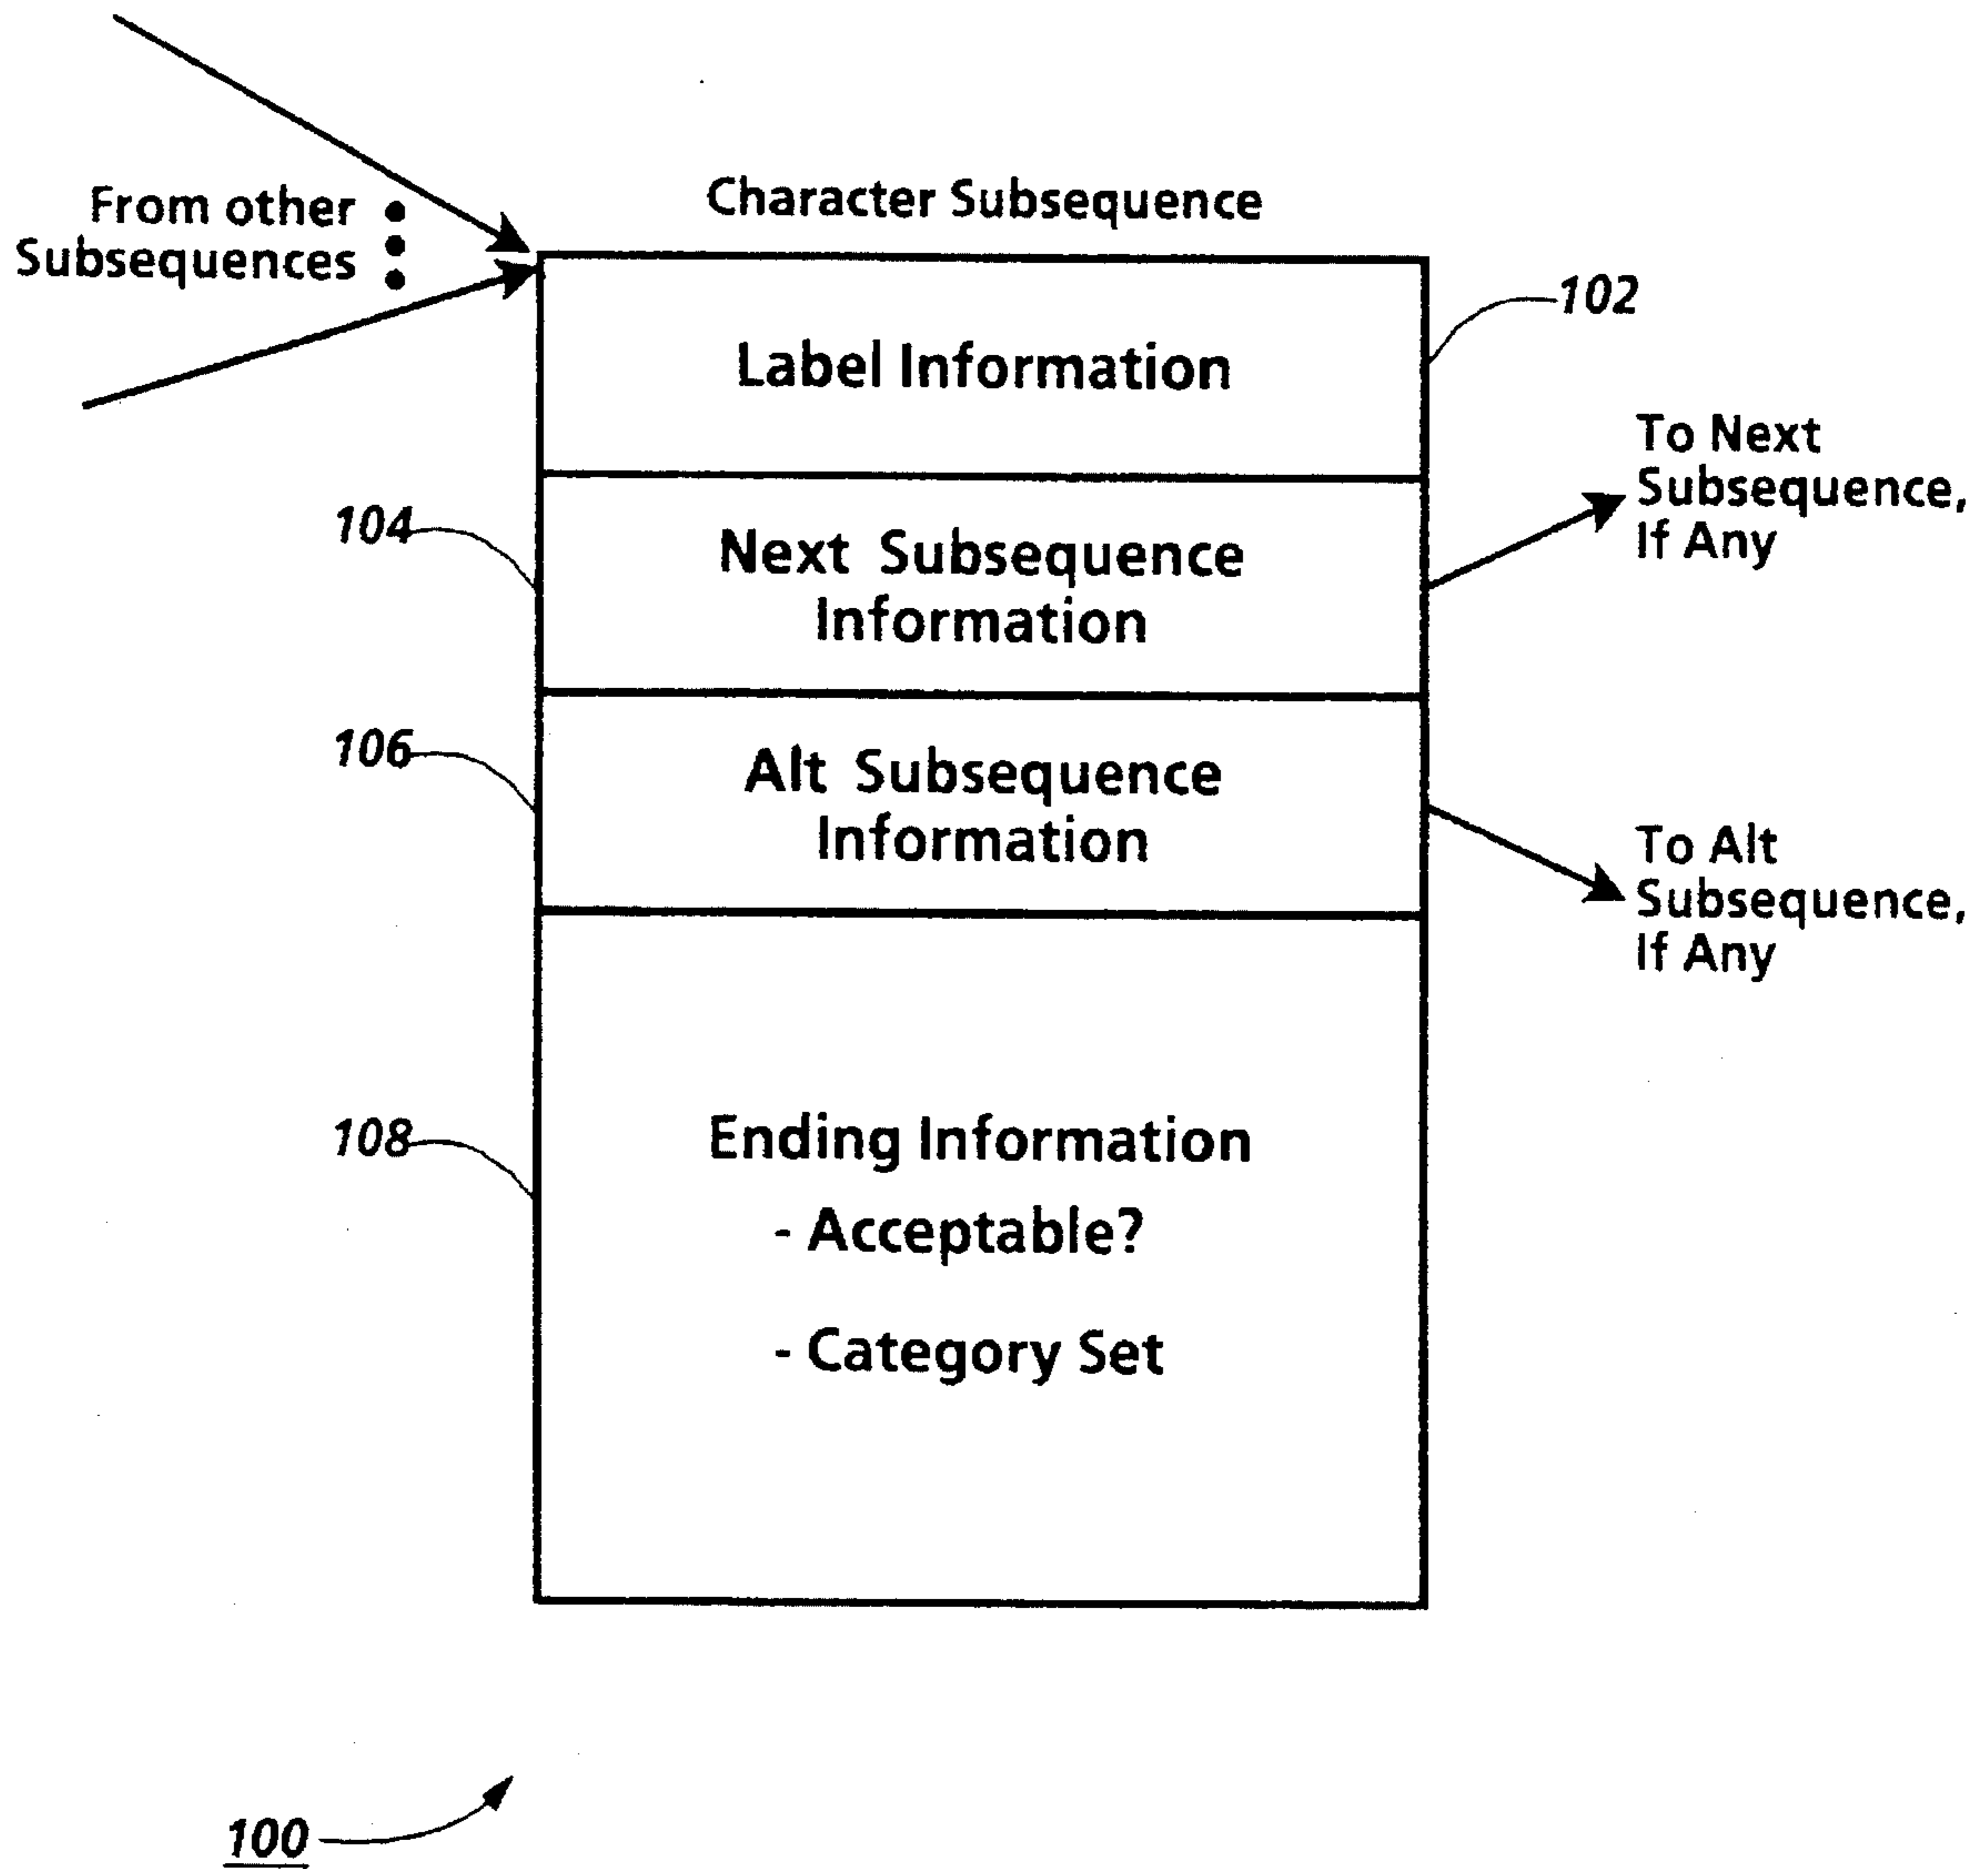 From other
Subsequences
Character Subsequence
102
Label Information
To Next
Subsequence,
If Any
104
Next Subsequence
Information
106
Alt Subsequence
Information
To Alt
Subsequence,
If Any
108
Ending Information
- Acceptable?
- Category Set
100